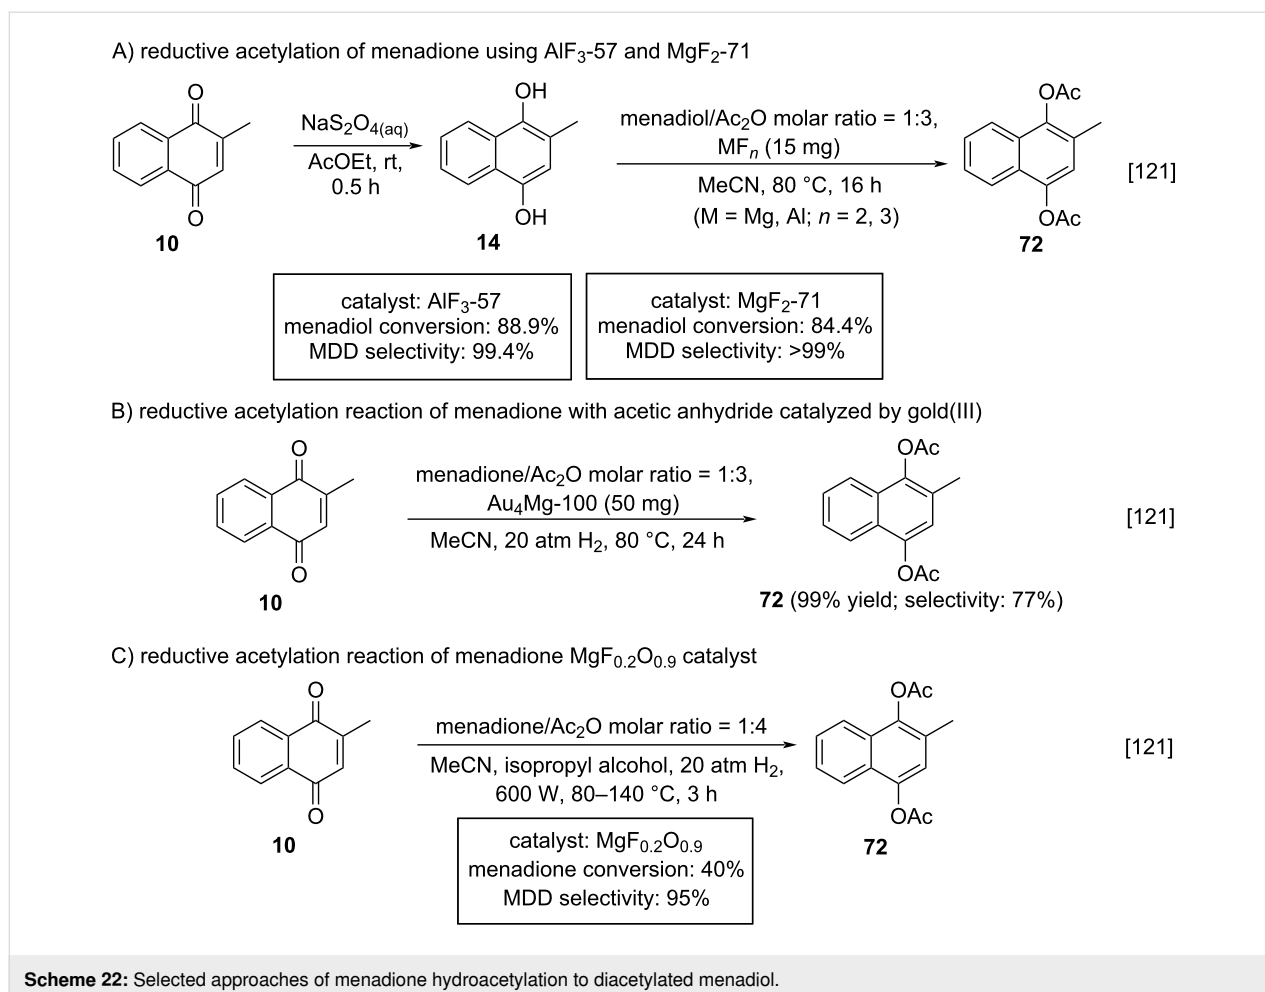 A) reductive acetylation of menadione using AlF₃-57 and MgF₂-71
O
O
10
NaS₂O₄₍aq₎
AcOEt, rt,
0.5 h
OH
OH
14
menadiol/Ac₂O molar ratio = 1:3,
MFₙ (15 mg)
MeCN, 80 °C, 16 h
(M = Mg, Al; n = 2, 3)
OAc
OAc
72
[121]
catalyst: AlF₃-57
menadiol conversion: 88.9%
MDD selectivity: 99.4%
catalyst: MgF₂-71
menadiol conversion: 84.4%
MDD selectivity: >99%
B) reductive acetylation reaction of menadione with acetic anhydride catalyzed by gold(III)
O
O
10
menadione/Ac₂O molar ratio = 1:3,
Au₄Mg-100 (50 mg)
MeCN, 20 atm H₂, 80 °C, 24 h
OAc
OAc
72 (99% yield; selectivity: 77%)
[121]
C) reductive acetylation reaction of menadione MgF₀.₂O₀.₉ catalyst
O
O
10
menadione/Ac₂O molar ratio = 1:4
MeCN, isopropyl alcohol, 20 atm H₂,
600 W, 80–140 °C, 3 h
OAc
OAc
72
[121]
catalyst: MgF₀.₂O₀.₉
menadione conversion: 40%
MDD selectivity: 95%
Scheme 22: Selected approaches of menadione hydroacetylation to diacetylated menadiol.